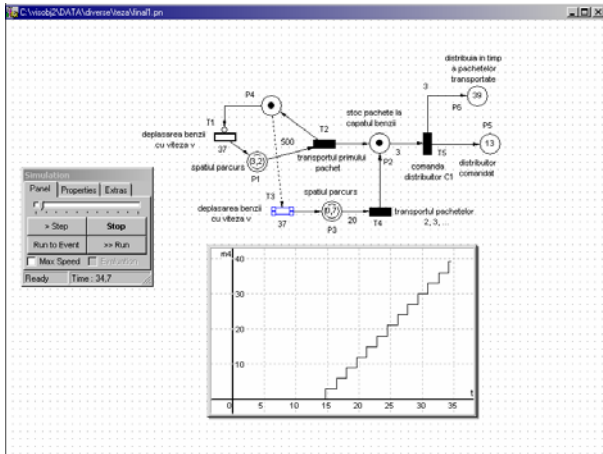 C:\visobj2\DATA\diverse\teza\final1.pn
distribuia in timp
a pachetelor
transportate
3
39
P6
P4
T1
deplasarea benzii
cu viteza v
37
spatiul parcurs
P1
500
T2
transportul primului
pachet
stoc pachete la
capatul benzii
P2
3
T5
comanda
distribuitor C1
P5
13
distribuitor
comandat
T3
deplasarea benzii
cu viteza v
37
spatiul parcurs
P3
20
T4
transportul pachetelor
2, 3, ...
Simulation
Panel
Properties
Extras
> Step
Stop
Run to Event
>> Run
Max Speed
Ready
Time : 34,7
m4
40
30
20
10
0
5
10
15
20
25
30
35
t